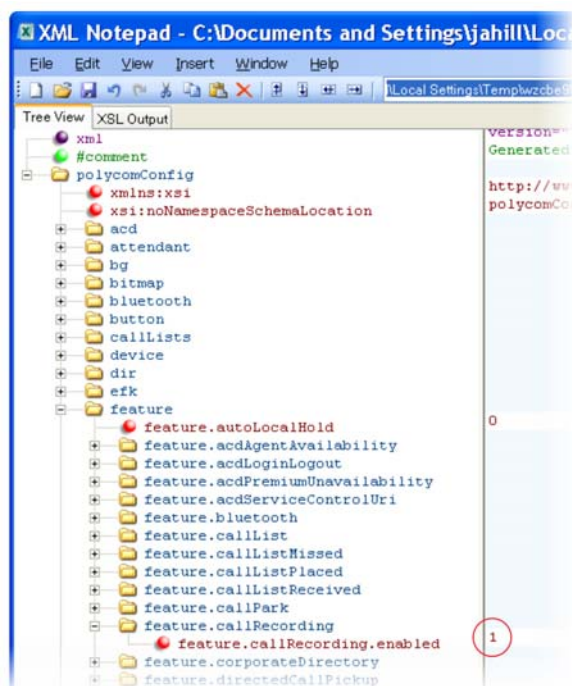 XML Notepad - C:\Documents and Settings\jahill\Loc
File Edit View Insert Window Help
\Local Settings\Temp\wzcbe9
Tree View XSL Output
xml version=
#comment Generated
polycomConfig
xmlns:xsi http://ww
xsi:noNamespaceSchemaLocation polycomCo
acd
attendant
bg
bitmap
bluetooth
button
callLists
device
dir
efk
feature
feature.autoLocalHold 0
feature.acdAgentAvailability
feature.acdLoginLogout
feature.acdPremiumUnavailability
feature.acdServiceControlUri
feature.bluetooth
feature.callList
feature.callListMissed
feature.callListPlaced
feature.callListReceived
feature.callPark
feature.callRecording
feature.callRecording.enabled 1
feature.corporateDirectory
feature.directedCallPickup